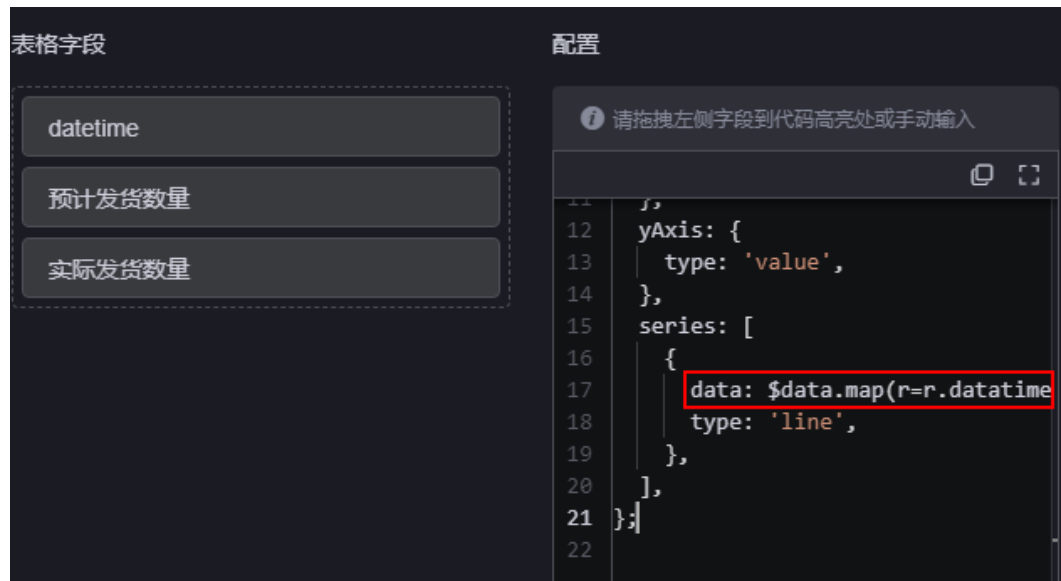 表格字段
配置
datetime
预计发货数量
实际发货数量
请拖拽左侧字段到代码高亮处或手动输入
11 },
12 yAxis: {
13 type: 'value',
14 },
15 series: [
16 {
17 data: $data.map(r=r.datatime
18 type: 'line',
19 },
20 ],
21 };
22